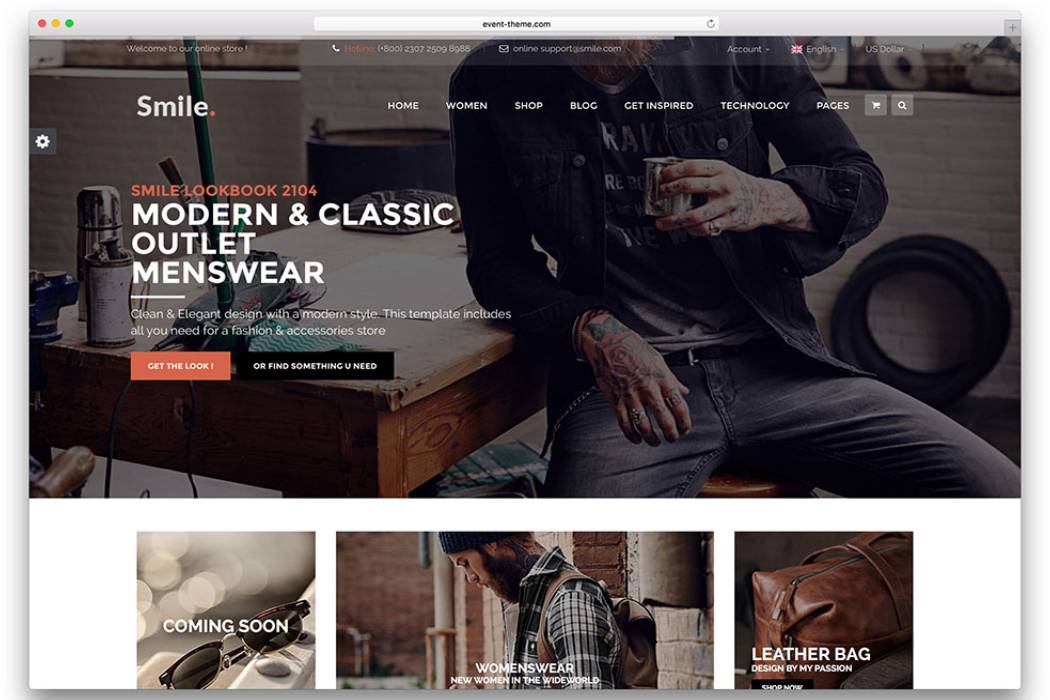 event-theme.com
Welcome to our online store !
Hotline: (+800) 2307 2509 8988
online support@smile.com
Account
English
US Dollar
Smile.
HOME WOMEN SHOP BLOG GET INSPIRED TECHNOLOGY PAGES
SMILE LOOKBOOK 2104
MODERN & CLASSIC
OUTLET
MENSWEAR
Clean & Elegant design with a modern style. This template includes
all you need for a fashion & accessories store
GET THE LOOK !
OR FIND SOMETHING U NEED
COMING SOON
WOMENSWEAR
NEW WOMEN IN THE WIDEWORLD
LEATHER BAG
DESIGN BY MY PASSION
SHOP NOW